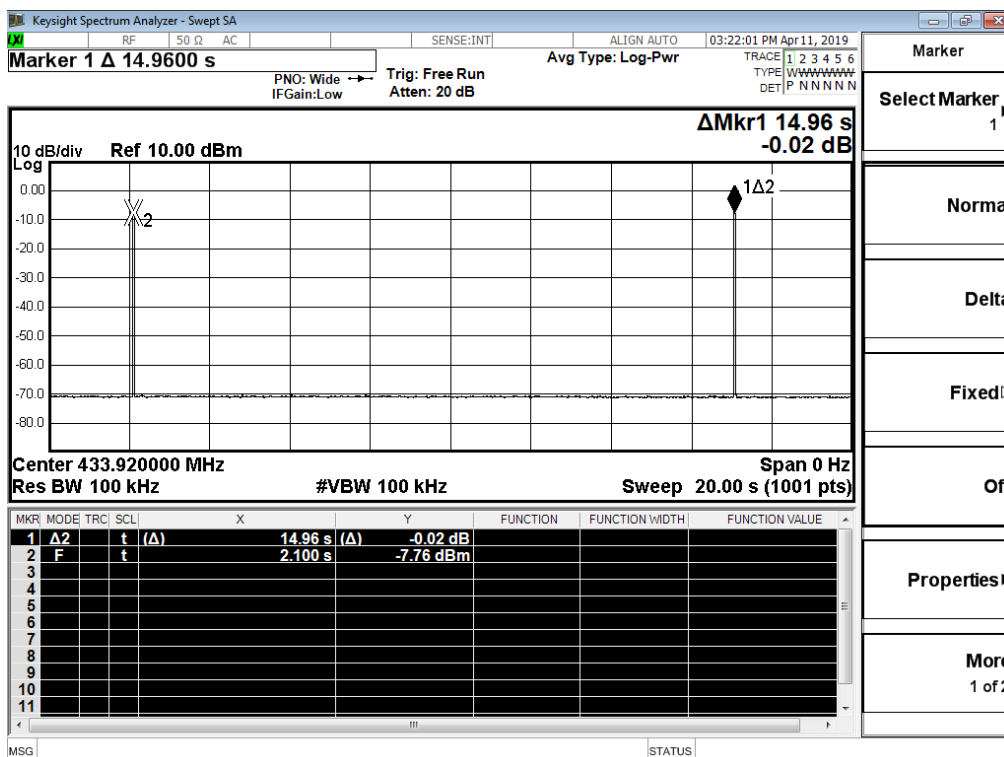 Keysight Spectrum Analyzer - Swept SA
LXI RF 50 Ω AC SENSE:INT ALIGN AUTO 03:22:01 PM Apr 11, 2019
Marker 1 Δ 14.9600 s
PNO: Wide
IFGain:Low
Trig: Free Run
Atten: 20 dB
Avg Type: Log-Pwr
TRACE 1 2 3 4 5 6
TYPE WWWWWW
DET P N N N N N
ΔMkr1 14.96 s
-0.02 dB
10 dB/div Ref 10.00 dBm
Log
0.00
-10.0
-20.0
-30.0
-40.0
-50.0
-60.0
-70.0
-80.0
2
1Δ2
Center 433.920000 MHz Span 0 Hz
Res BW 100 kHz #VBW 100 kHz Sweep 20.00 s (1001 pts)
MKR MODE TRC SCL X Y FUNCTION FUNCTION WIDTH FUNCTION VALUE
1 Δ2 t (Δ) 14.96 s (Δ) -0.02 dB
2 F t 2.100 s -7.76 dBm
3
4
5
6
7
8
9
10
11
MSG STATUS
Marker
Select Marker
1
Norma
Delta
Fixed
Of
Properties
More
1 of 2